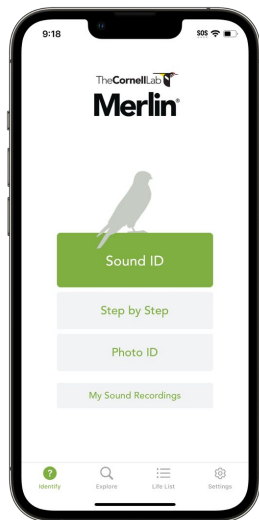 9:18 SOS
TheCornellLab
Merlin®
Sound ID
Step by Step
Photo ID
My Sound Recordings
Identify Explore Life List Settings